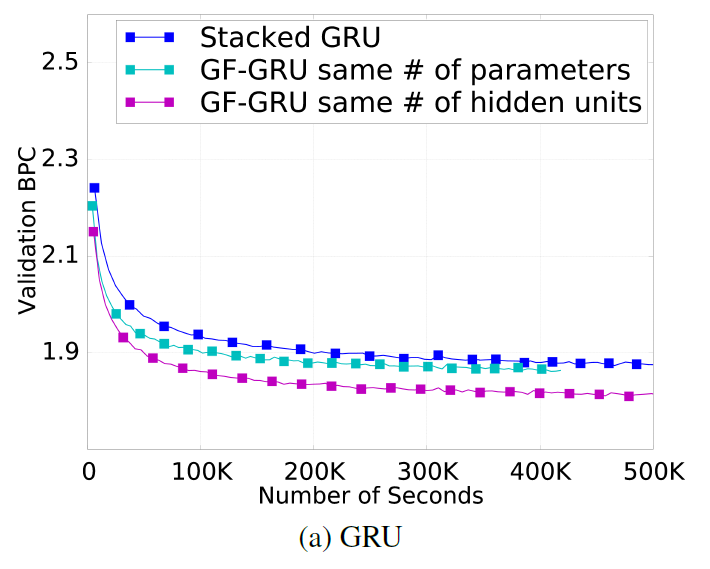 Stacked GRU
GF-GRU same # of parameters
GF-GRU same # of hidden units
Validation BPC
2.5
2.3
2.1
1.9
0 100K 200K 300K 400K 500K
Number of Seconds
(a) GRU